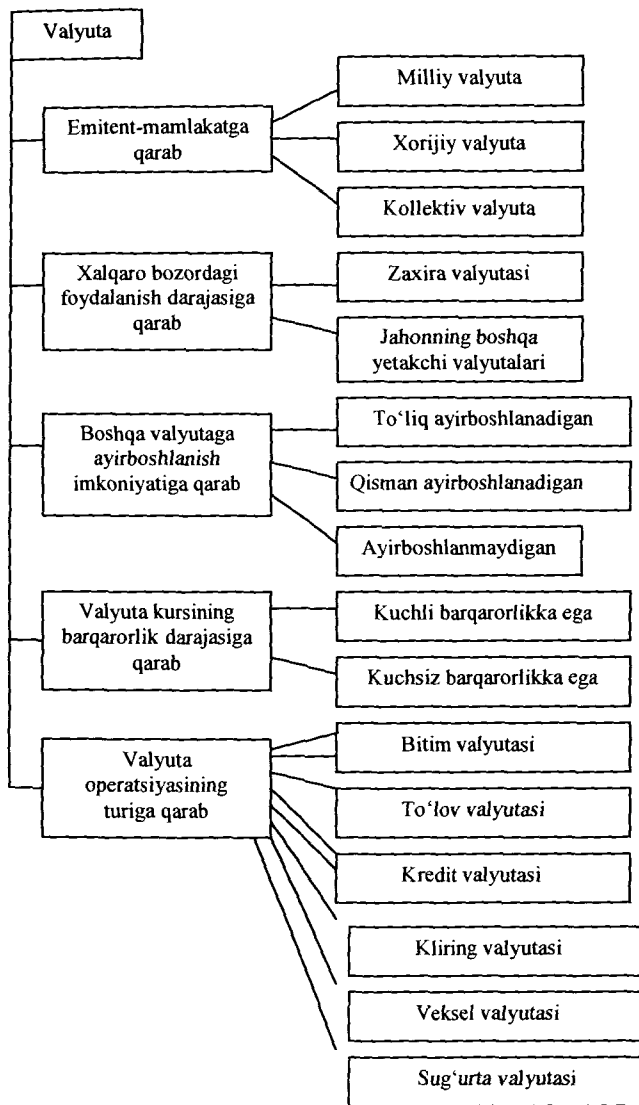 Valyuta
Emitent-mamlakatga
qarab
Milliy valyuta
Xorijiy valyuta
Kollektiv valyuta
Xalqaro bozordagi
foydalanish darajasiga
qarab
Zaxira valyutasi
Jahonning boshqa
yetakchi valyutalari
Boshqa valyutaga
ayirboshlanish
imkoniyatiga qarab
To‘liq ayirboshlanadigan
Qisman ayirboshlanadigan
Ayirboshlanmaydigan
Valyuta kursining
barqarorlik darajasiga
qarab
Kuchli barqarorlikka ega
Kuchsiz barqarorlikka ega
Valyuta
operatsiyasining
turiga qarab
Bitim valyutasi
To‘lov valyutasi
Kredit valyutasi
Kliring valyutasi
Veksel valyutasi
Sug‘urta valyutasi